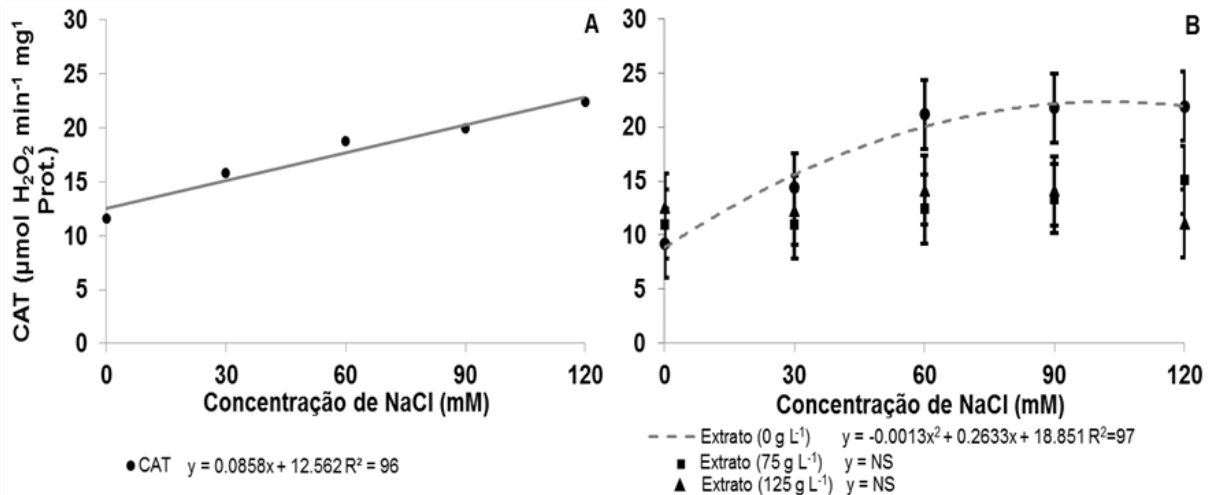 A
30
25
20
15
10
5
0
CAT (µmol H₂O₂ min⁻¹ mg¹
Prot.)
0 30 60 90 120
Concentração de NaCl (mM)
● CAT y = 0.0858x + 12.562 R² = 96
B
30
25
20
15
10
5
0
0 30 60 90 120
Concentração de NaCl (mM)
Extrato (0 g L⁻¹) y = -0.0013x² + 0.2633x + 18.851 R²=97
■ Extrato (75 g L⁻¹) y = NS
▲ Extrato (125 g L⁻¹) y = NS